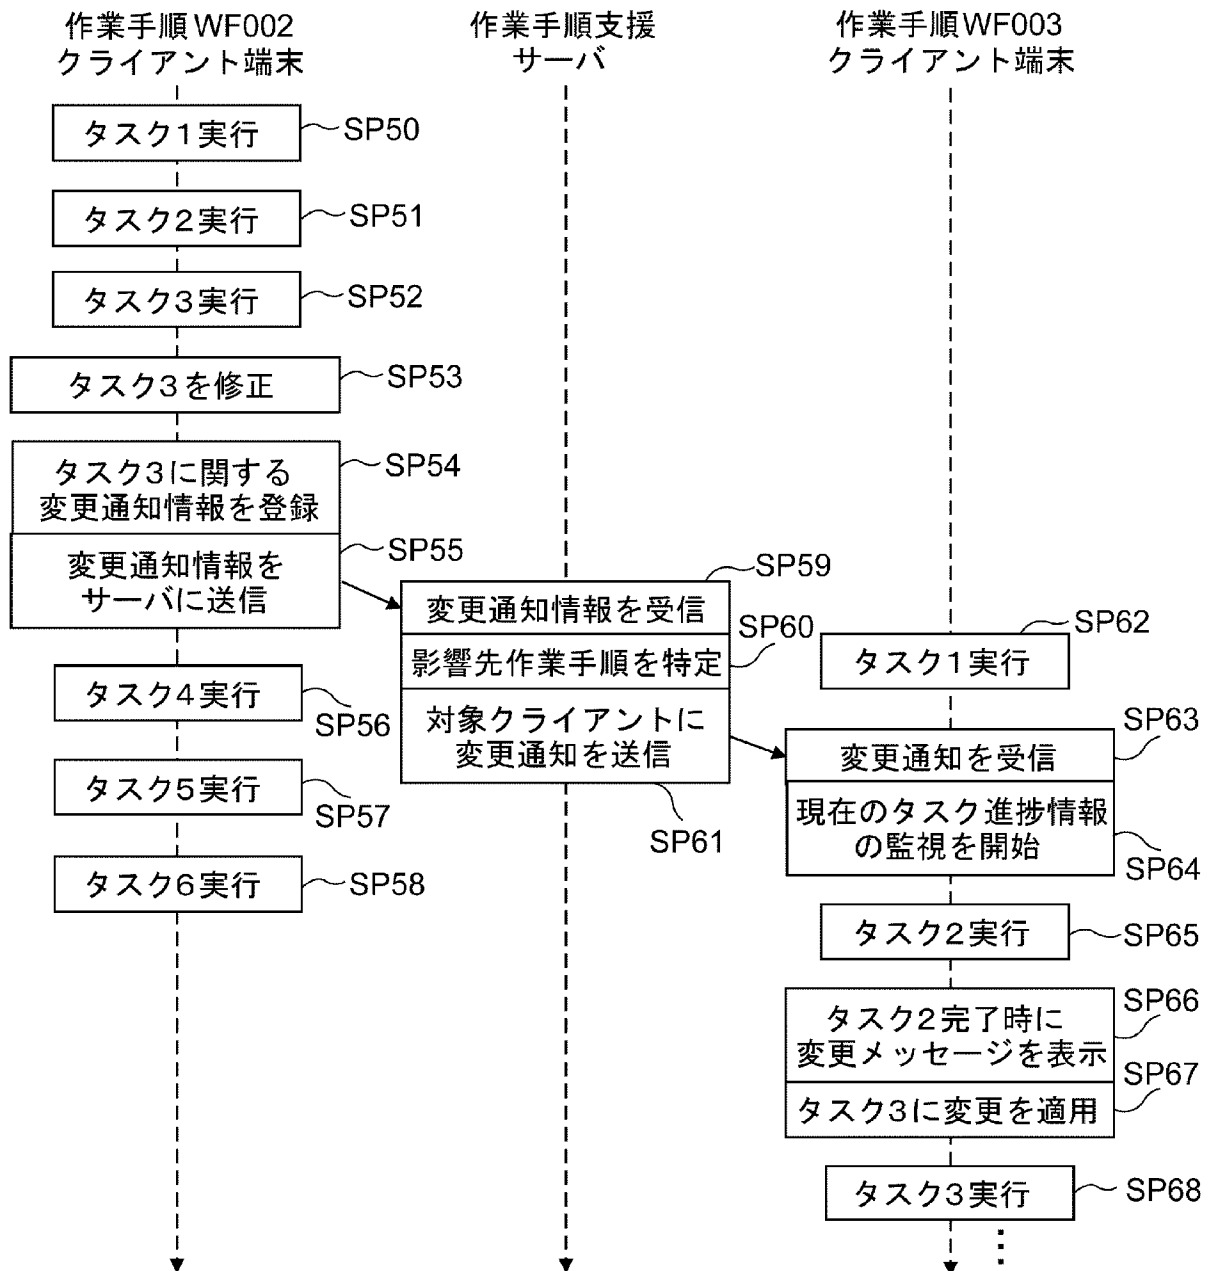 作業手順WF002
クライアント端末
作業手順支援
サーバ
作業手順WF003
クライアント端末
タスク1実行
SP50
タスク2実行
SP51
タスク3実行
SP52
タスク3を修正
SP53
タスク3に関する
変更通知情報を登録
SP54
変更通知情報を
サーバに送信
SP55
タスク4実行
SP56
タスク5実行
SP57
タスク6実行
SP58
変更通知情報を受信
SP59
影響先作業手順を特定
SP60
対象クライアントに
変更通知を送信
SP61
タスク1実行
SP62
変更通知を受信
SP63
現在のタスク進捗情報
の監視を開始
SP64
タスク2実行
SP65
タスク2完了時に
変更メッセージを表示
SP66
タスク3に変更を適用
SP67
タスク3実行
SP68